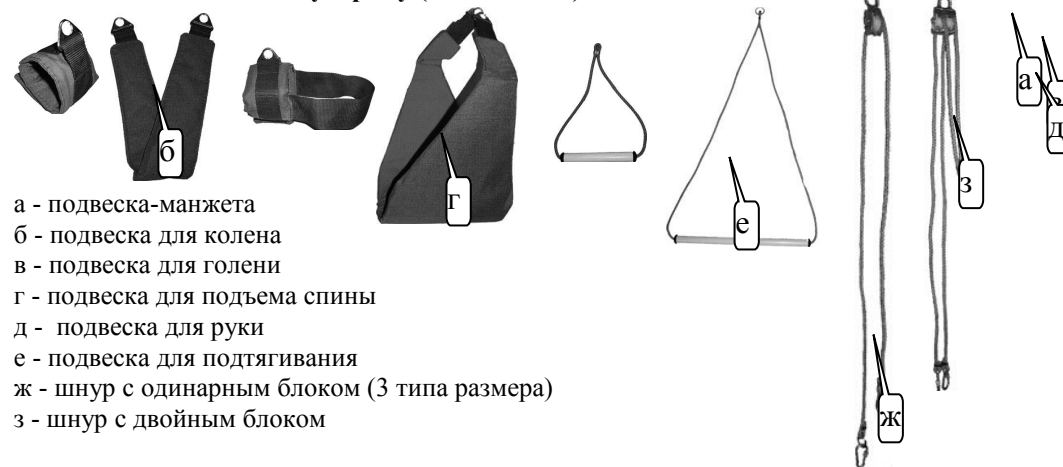 б
г
е
з
ж
а
д
а - подвеска-манжета
б - подвеска для колена
в - подвеска для голени
г - подвеска для подъема спины
д - подвеска для руки
е - подвеска для подтягивания
ж - шнур с одинарным блоком (3 типа размера)
з - шнур с двойным блоком